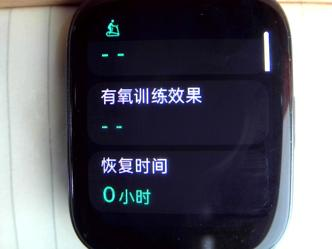 --
有氧训练效果
--
恢复时间
0小时